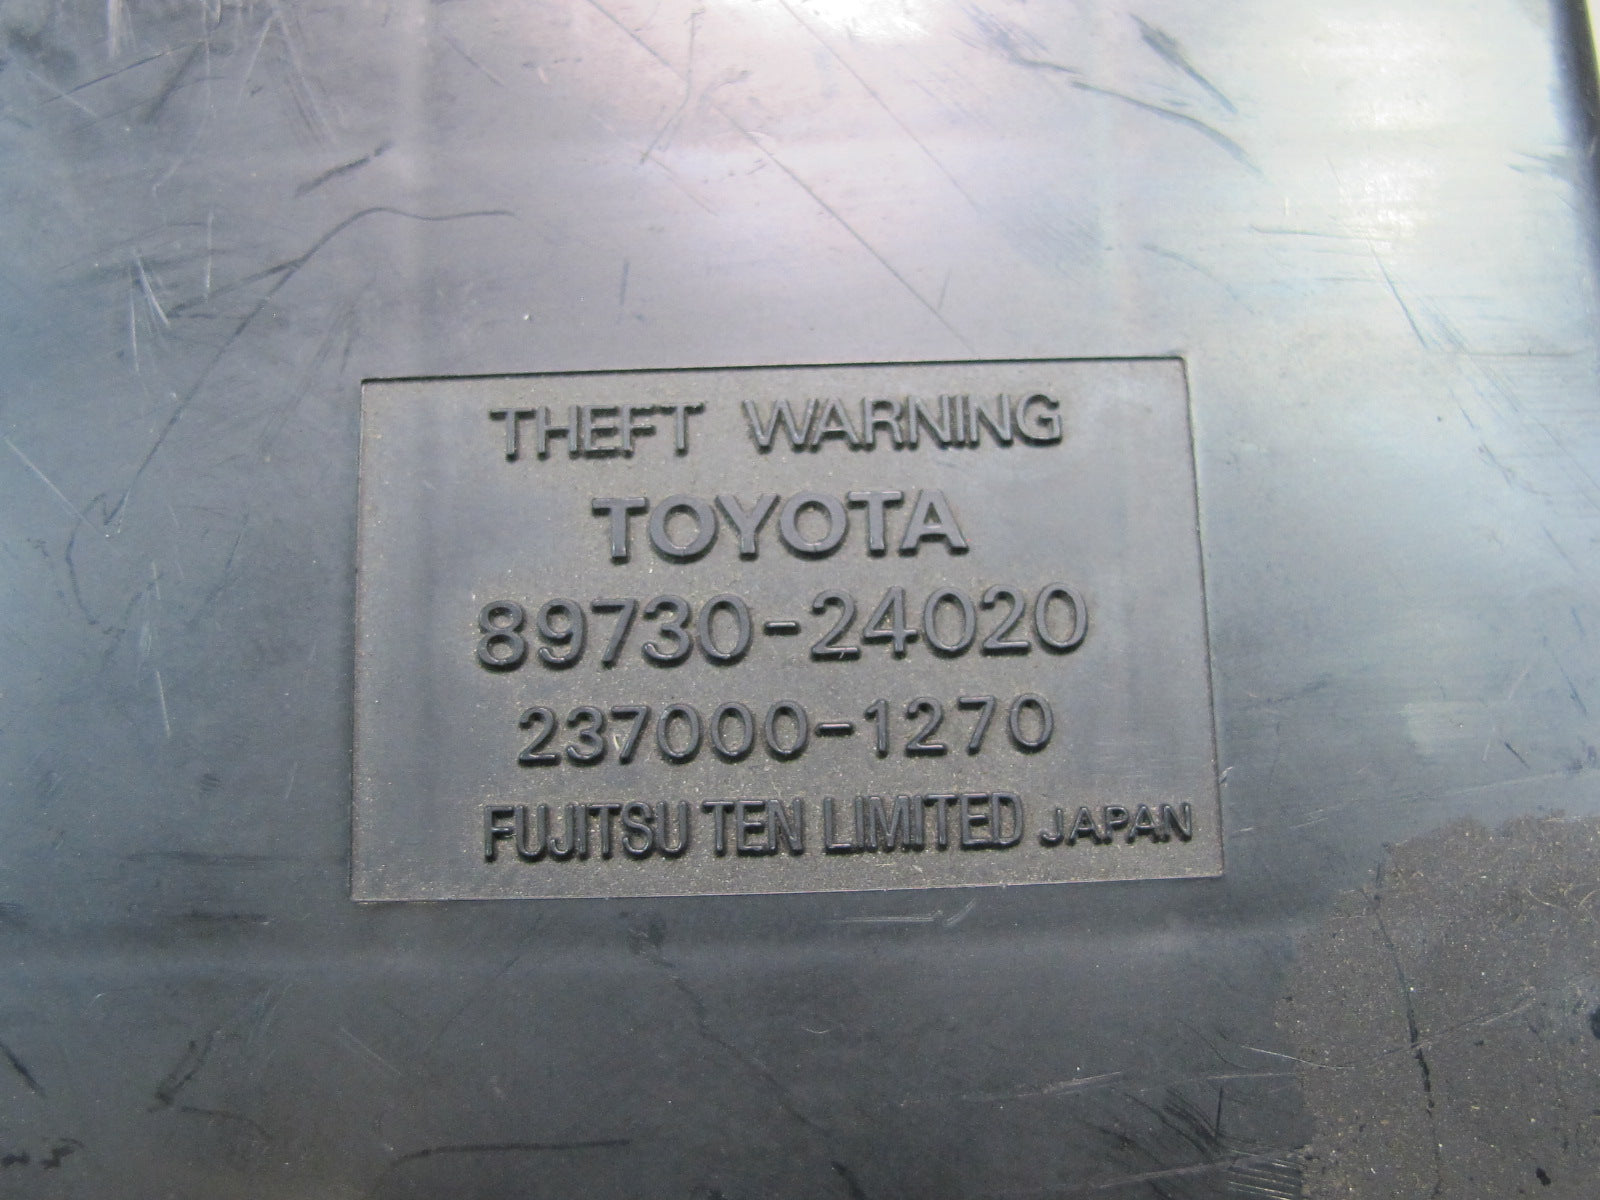 THEFT WARNING
TOYOTA
89730-24020
237000-1270
FUJITSU TEN LIMITED JAPAN